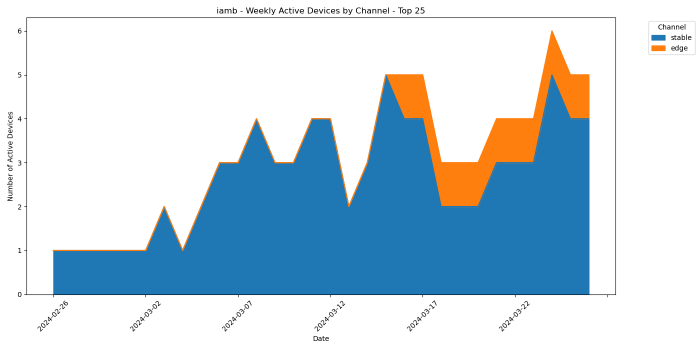 iamb - Weekly Active Devices by Channel - Top 25
Channel
stable
edge
Number of Active Devices
6
5
4
3
2
1
0
2024-02-26
2024-03-02
2024-03-07
2024-03-12
2024-03-17
2024-03-22
Date